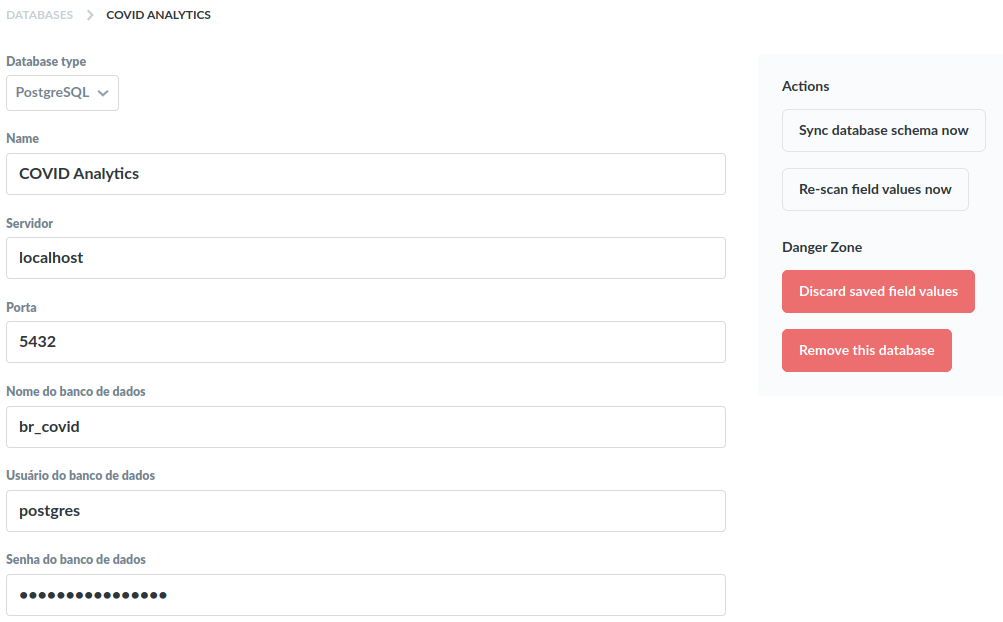 DATABASES > COVID ANALYTICS
Database type
PostgreSQL
Name
COVID Analytics
Servidor
localhost
Porta
5432
Nome do banco de dados
br_covid
Usuário do banco de dados
postgres
Senha do banco de dados
••••••••••••••••
Actions
Sync database schema now
Re-scan field values now
Danger Zone
Discard saved field values
Remove this database